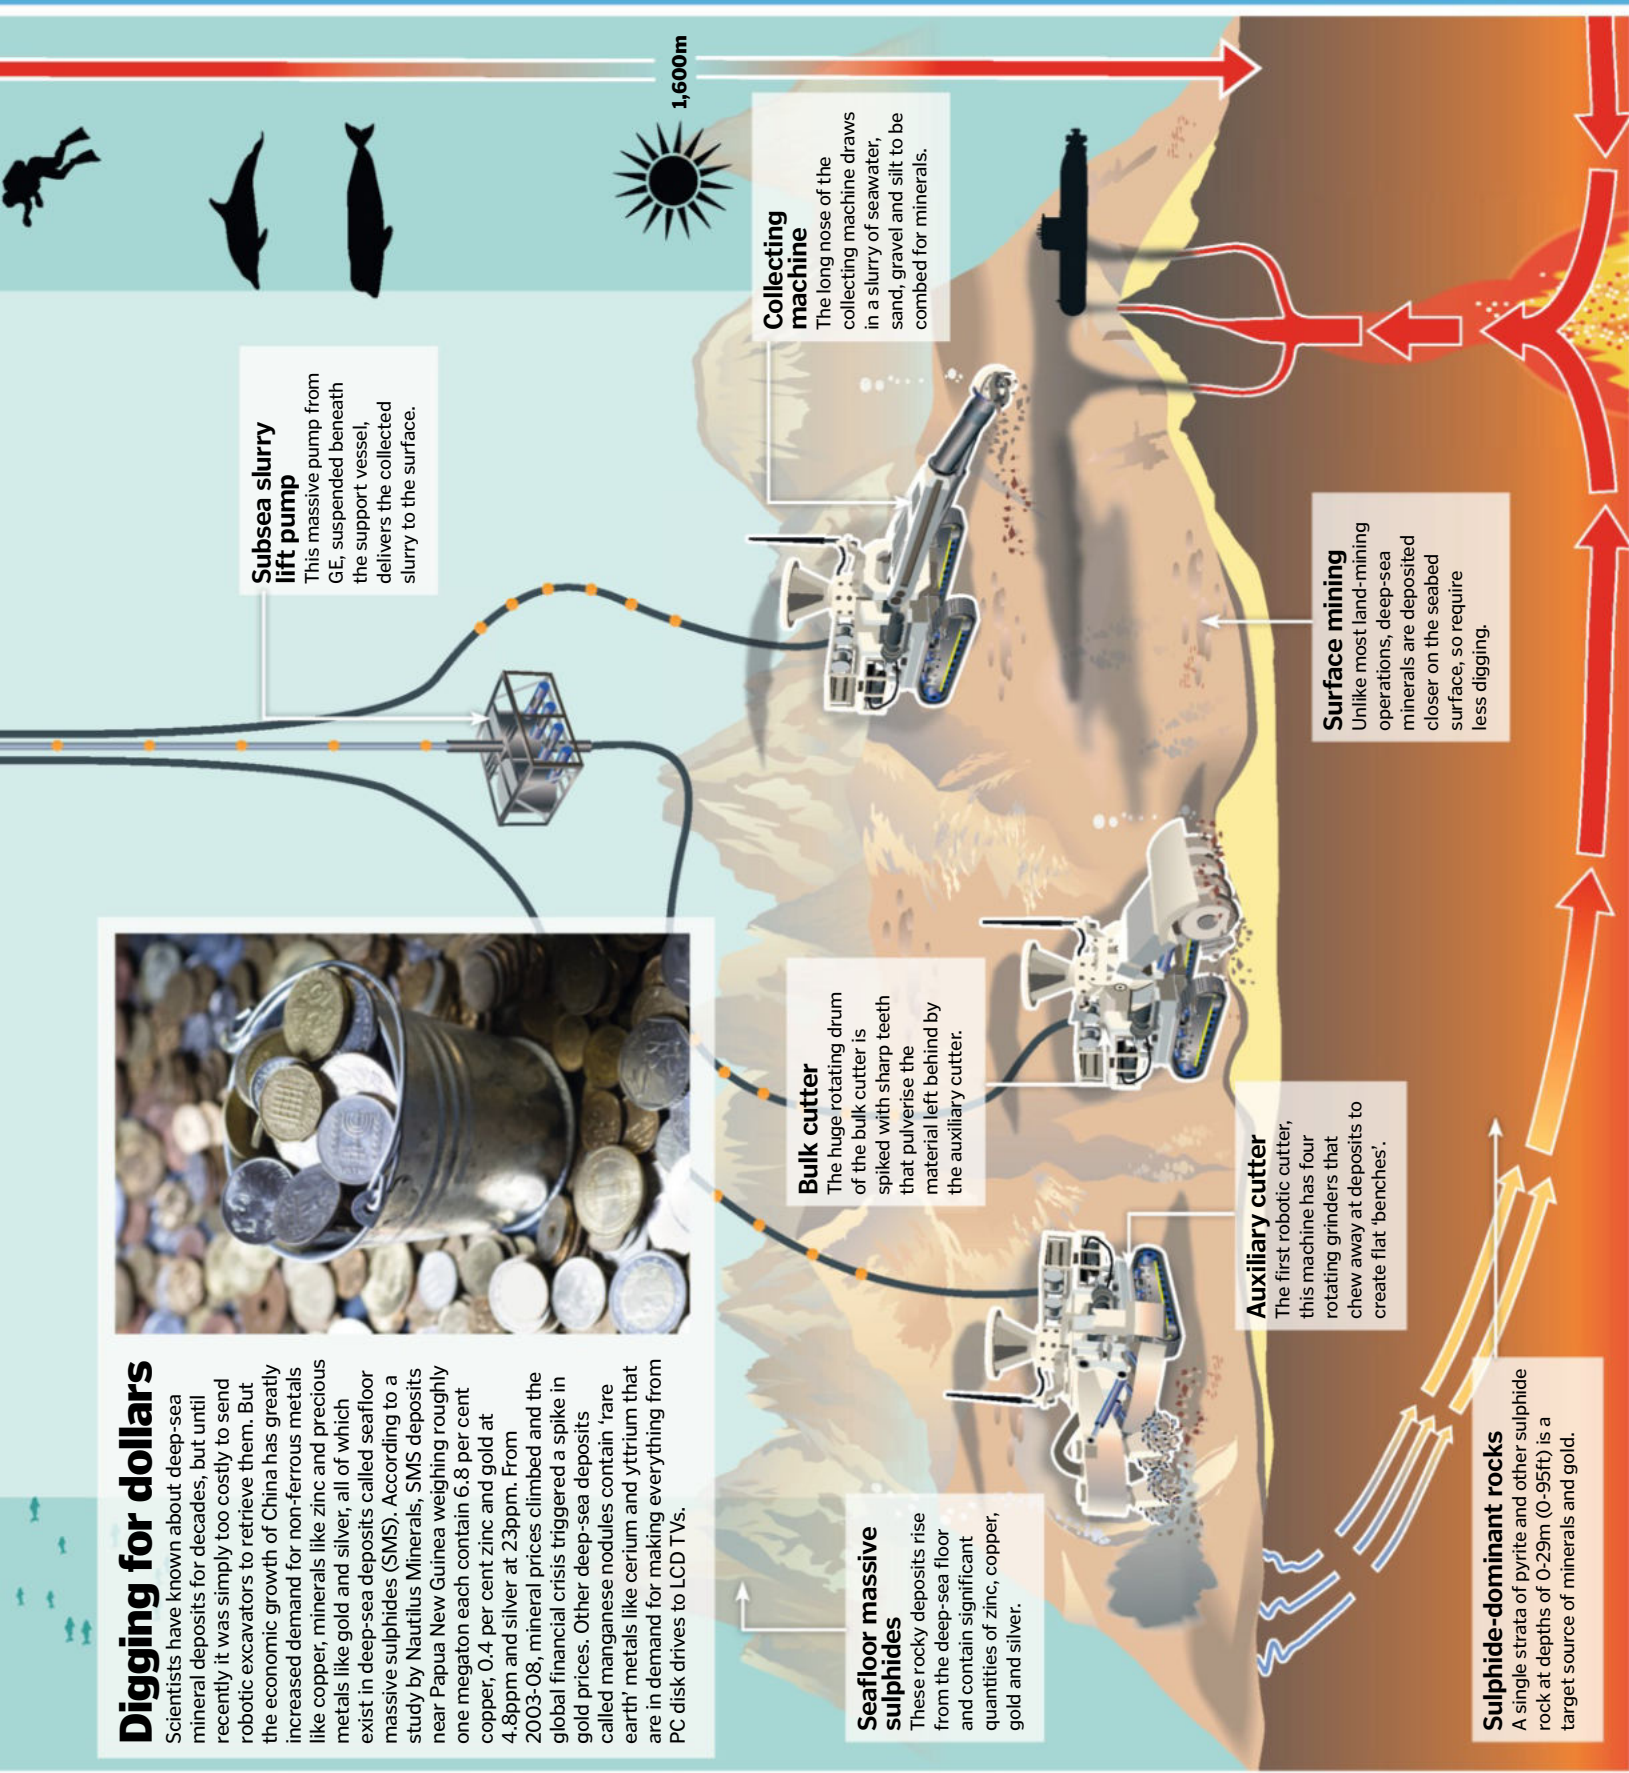 Digging for dollars
Scientists have known about deep-sea
mineral deposits for decades, but until
recently it was simply too costly to send
robotic excavators to retrieve them. But
the economic growth of China has greatly
increased demand for non-ferrous metals
like copper, minerals like zinc and precious
metals like gold and silver, all of which
exist in deep-sea deposits called seafloor
massive sulphides (SMS). According to a
study by Nautilus Minerals, SMS deposits
near Papua New Guinea weighing roughly
one megaton each contain 6.8 per cent
copper, 0.4 per cent zinc and gold at
4.8ppm and silver at 23ppm. From
2003-08, mineral prices climbed and the
global financial crisis triggered a spike in
gold prices. Other deep-sea deposits
called manganese nodules contain ‘rare
earth’ metals like cerium and yttrium that
are in demand for making everything from
PC disk drives to LCD TVs.
Subsea slurry
lift pump
This massive pump from
GE, suspended beneath
the support vessel,
delivers the collected
slurry to the surface.
1,600m
Collecting
machine
The long nose of the
collecting machine draws
in a slurry of seawater,
sand, gravel and silt to be
combed for minerals.
Bulk cutter
The huge rotating drum
of the bulk cutter is
spiked with sharp teeth
that pulverise the
material left behind by
the auxiliary cutter.
Seafloor massive
sulphides
These rocky deposits rise
from the deep-sea floor
and contain significant
quantities of zinc, copper,
gold and silver.
Auxiliary cutter
The first robotic cutter,
this machine has four
rotating grinders that
chew away at deposits to
create flat ‘benches’.
Surface mining
Unlike most land-mining
operations, deep-sea
minerals are deposited
closer on the seabed
surface, so require
less digging.
Sulphide-dominant rocks
A single strata of pyrite and other sulphide
rock at depths of 0-29m (0-95ft) is a
target source of minerals and gold.